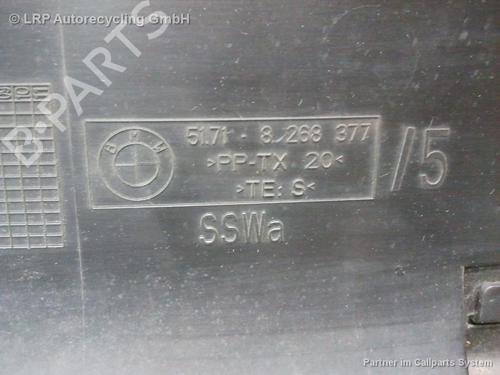 LRP Autorecycling GmbH
B-PARTS
BMW
51.71 - 8 268 377
>PP-TX 20<
>TE: S<
/5
SSWa
Partner im Callparts System